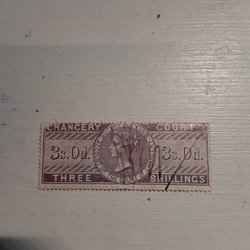 CHANCERY COURT
3s.0d. 3s.0d.
THREE SHILLINGS